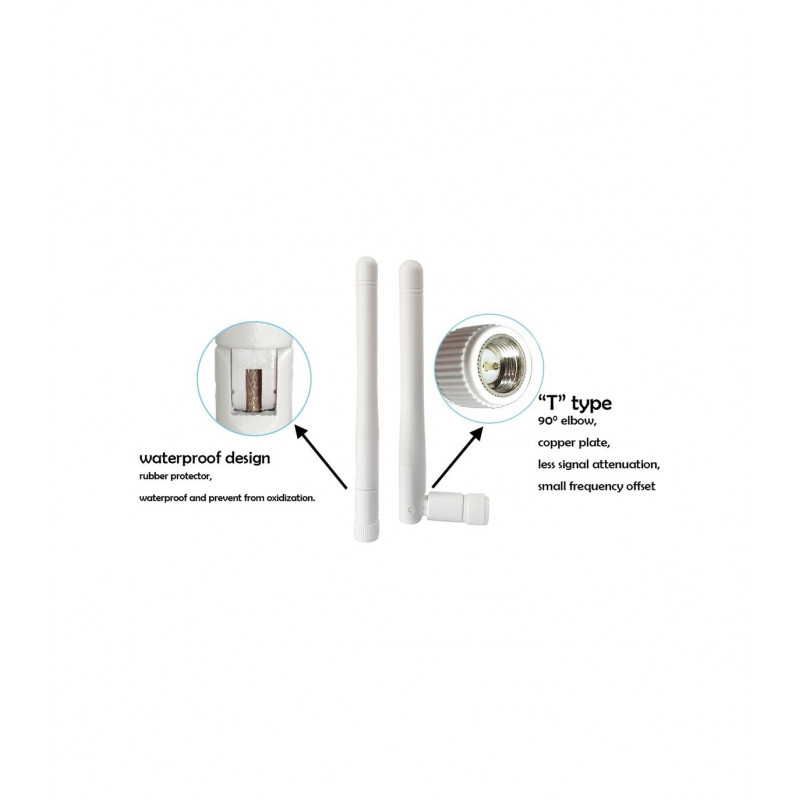 waterproof design
rubber protector,
waterproof and prevent from oxidization.
“T” type
90° elbow,
copper plate,
less signal attenuation,
small frequency offset